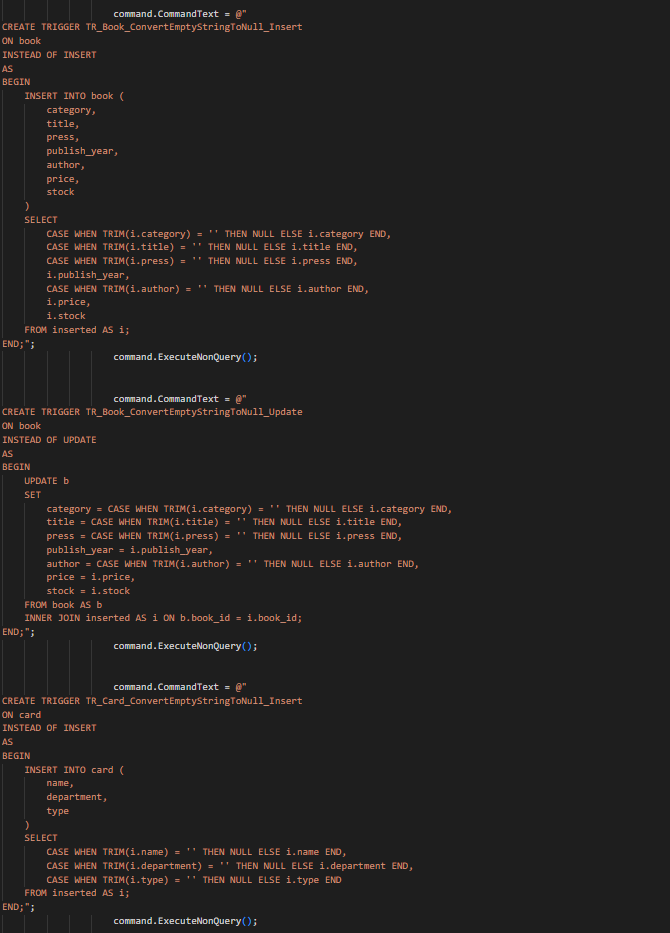 command.CommandText = @"
CREATE TRIGGER TR_Book_ConvertEmptyStringToNull_Insert
ON book
INSTEAD OF INSERT
AS
BEGIN
    INSERT INTO book (
        category,
        title,
        press,
        publish_year,
        author,
        price,
        stock
    )
    SELECT
        CASE WHEN TRIM(i.category) = '' THEN NULL ELSE i.category END,
        CASE WHEN TRIM(i.title) = '' THEN NULL ELSE i.title END,
        CASE WHEN TRIM(i.press) = '' THEN NULL ELSE i.press END,
        i.publish_year,
        CASE WHEN TRIM(i.author) = '' THEN NULL ELSE i.author END,
        i.price,
        i.stock
    FROM inserted AS i;
END;";
command.ExecuteNonQuery();
command.CommandText = @"
CREATE TRIGGER TR_Book_ConvertEmptyStringToNull_Update
ON book
INSTEAD OF UPDATE
AS
BEGIN
    UPDATE b
    SET
        category = CASE WHEN TRIM(i.category) = '' THEN NULL ELSE i.category END,
        title = CASE WHEN TRIM(i.title) = '' THEN NULL ELSE i.title END,
        press = CASE WHEN TRIM(i.press) = '' THEN NULL ELSE i.press END,
        publish_year = i.publish_year,
        author = CASE WHEN TRIM(i.author) = '' THEN NULL ELSE i.author END,
        price = i.price,
        stock = i.stock
    FROM book AS b
    INNER JOIN inserted AS i ON b.book_id = i.book_id;
END;";
command.ExecuteNonQuery();
command.CommandText = @"
CREATE TRIGGER TR_Card_ConvertEmptyStringToNull_Insert
ON card
INSTEAD OF INSERT
AS
BEGIN
    INSERT INTO card (
        name,
        department,
        type
    )
    SELECT
        CASE WHEN TRIM(i.name) = '' THEN NULL ELSE i.name END,
        CASE WHEN TRIM(i.department) = '' THEN NULL ELSE i.department END,
        CASE WHEN TRIM(i.type) = '' THEN NULL ELSE i.type END
    FROM inserted AS i;
END;";
command.ExecuteNonQuery();